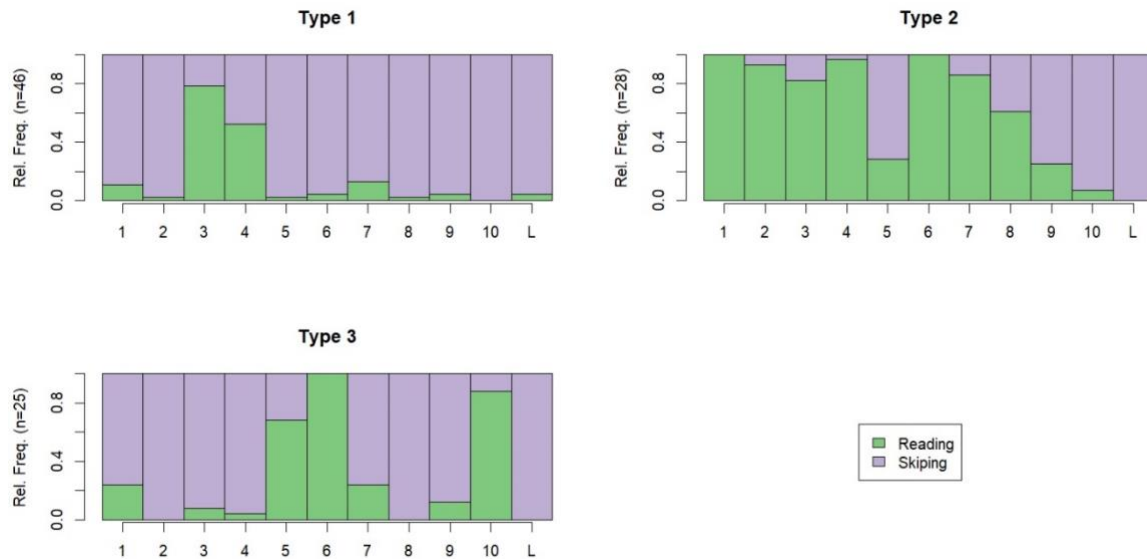 Type 1
Rel. Freq. (n=46)
0.0 0.4 0.8
1 2 3 4 5 6 7 8 9 10 L
Type 2
Rel. Freq. (n=28)
0.0 0.4 0.8
1 2 3 4 5 6 7 8 9 10 L
Type 3
Rel. Freq. (n=25)
0.0 0.4 0.8
1 2 3 4 5 6 7 8 9 10 L
Reading
Skiping